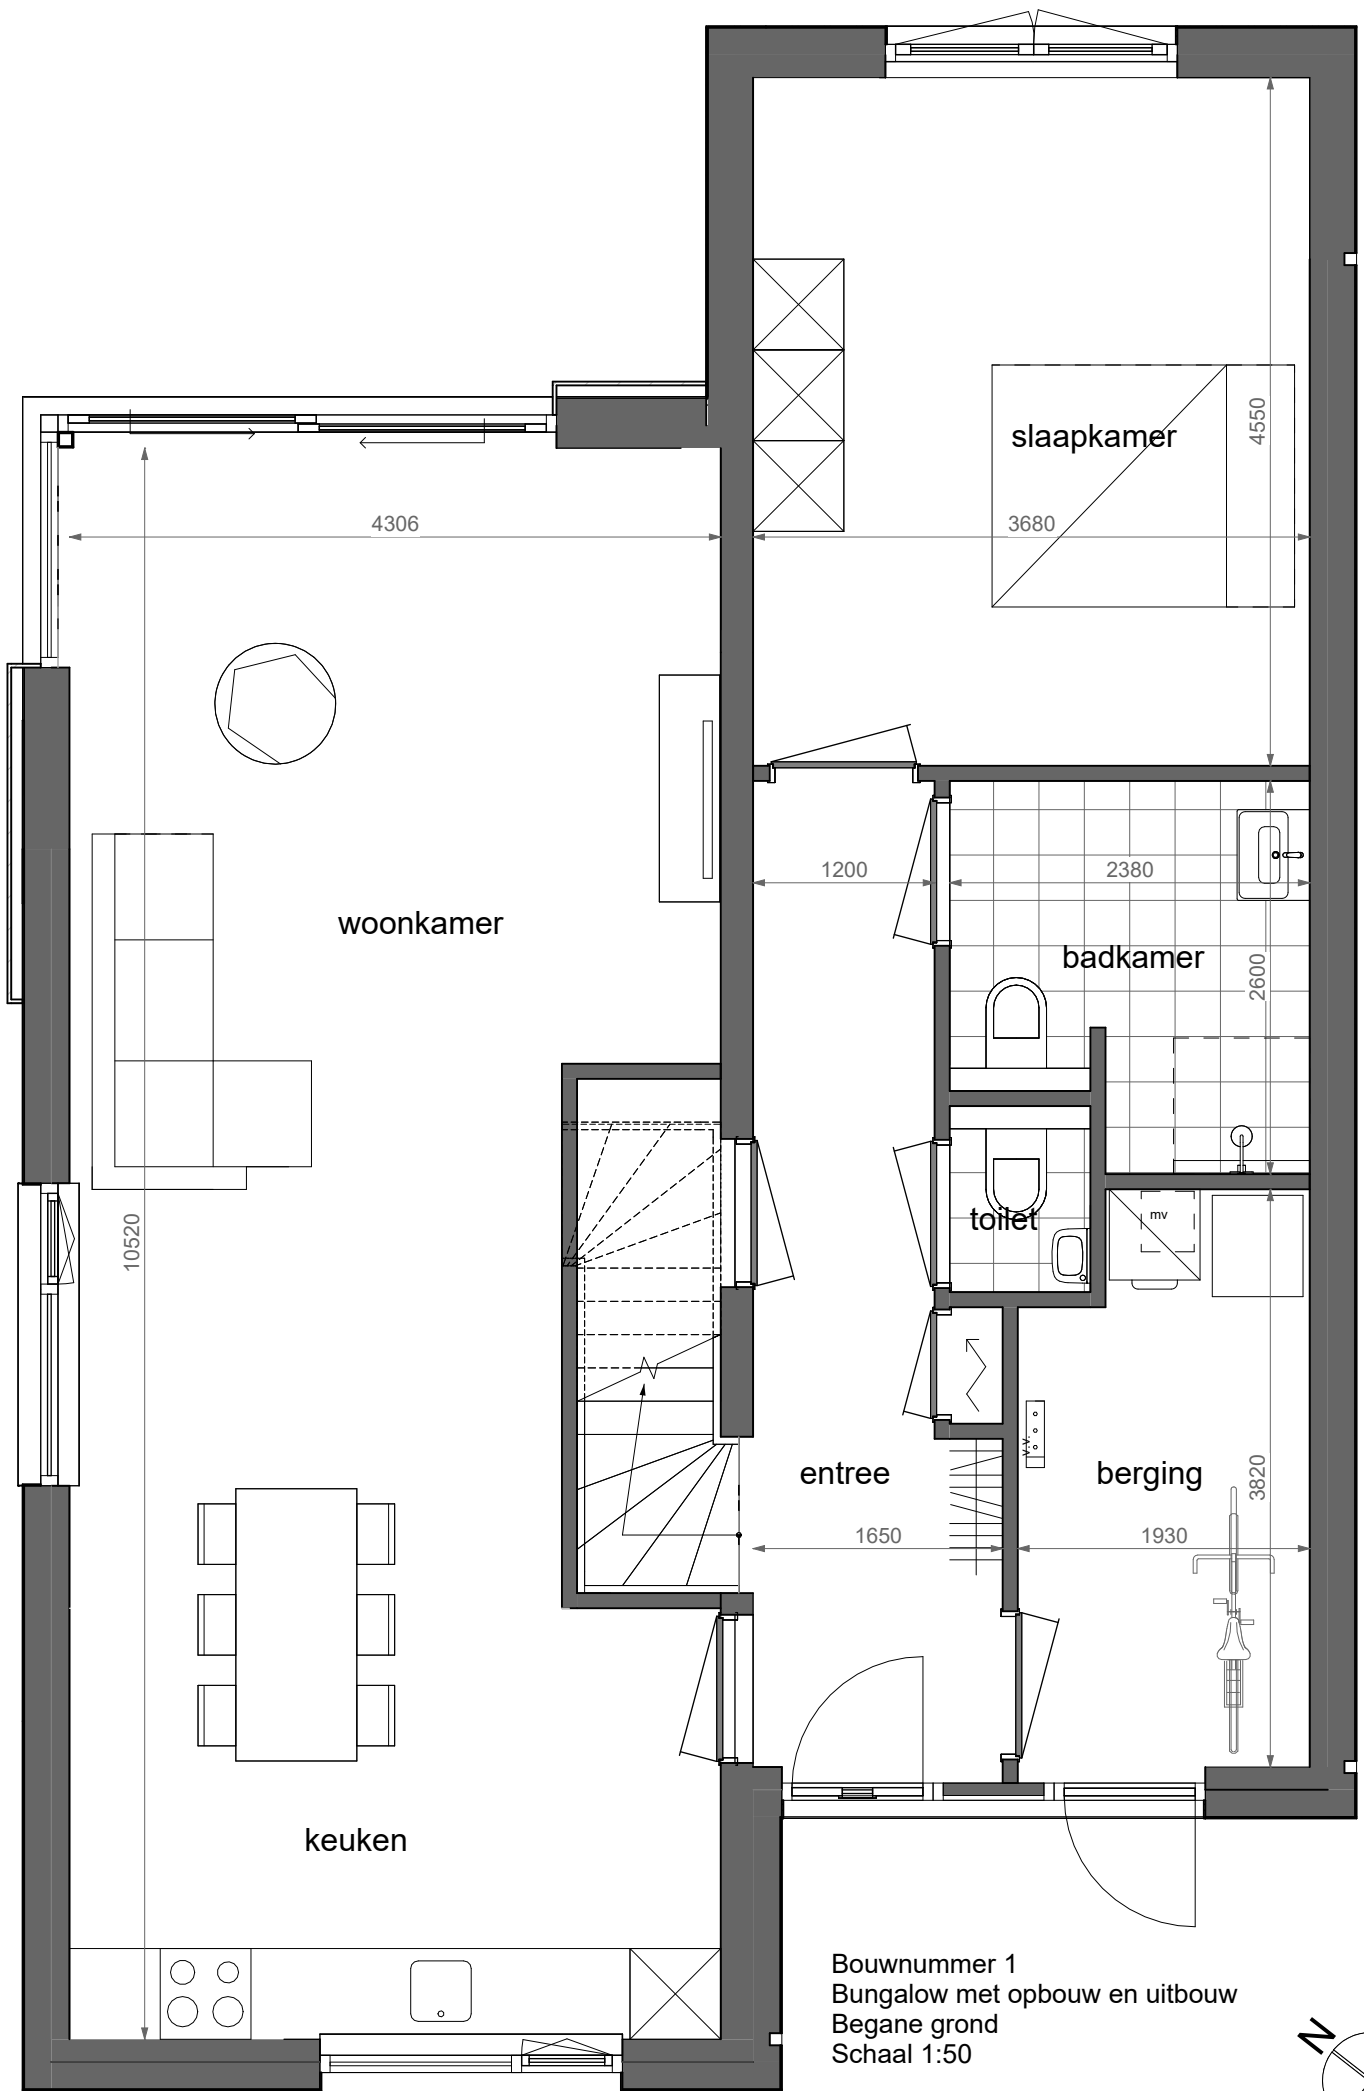 slaapkamer
4550
4306
3680
1200
2380
woonkamer
badkamer
2600
mv
toilet
10520
v.v.
entree
berging
3820
1650
1930
keuken
Bouwnummer 1
Bungalow met opbouw en uitbouw
Begane grond
Schaal 1:50
N